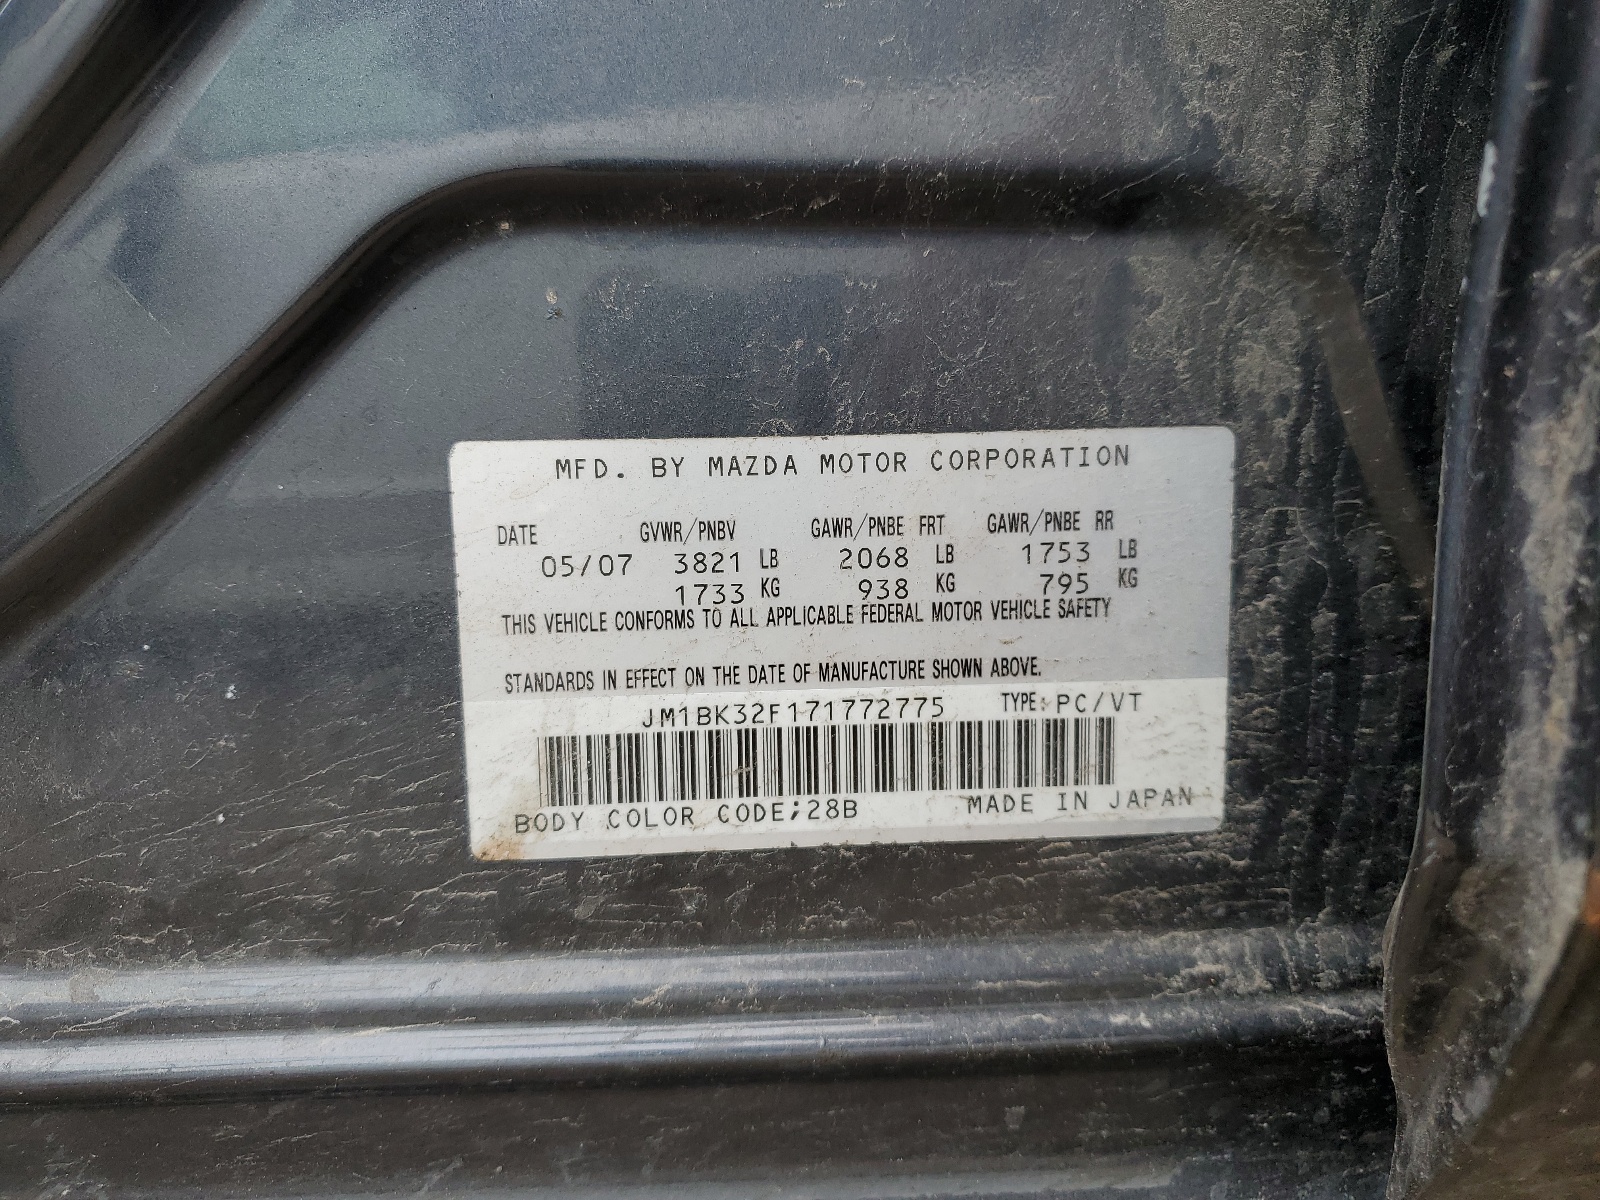 MFD. BY MAZDA MOTOR CORPORATION
DATE GVWR/PNBV GAWR/PNBE FRT GAWR/PNBE RR
05/07 3821 LB 2068 LB 1753 LB
1733 KG 938 KG 795 KG
THIS VEHICLE CONFORMS TO ALL APPLICABLE FEDERAL MOTOR VEHICLE SAFETY
STANDARDS IN EFFECT ON THE DATE OF MANUFACTURE SHOWN ABOVE.
JM1BK32F171772775 TYPE: PC/VT
BODY COLOR CODE;28B MADE IN JAPAN